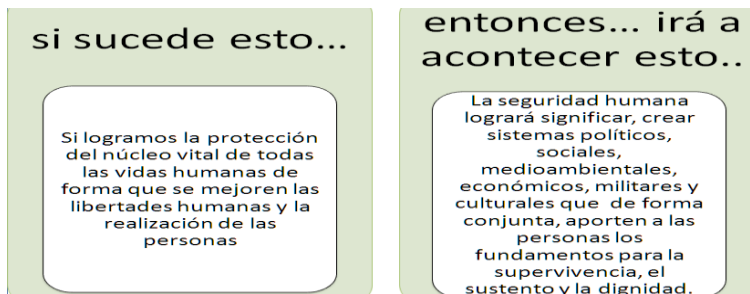 si sucede esto...
Si logramos la protección
del núcleo vital de todas
las vidas humanas de
forma que se mejoren las
libertades humanas y la
realización de las
personas
entonces... irá a
acontecer esto..
La seguridad humana
logrará significar, crear
sistemas políticos,
sociales,
medioambientales,
económicos, militares y
culturales que de forma
conjunta, aporten a las
personas los
fundamentos para la
supervivencia, el
sustento y la dignidad.